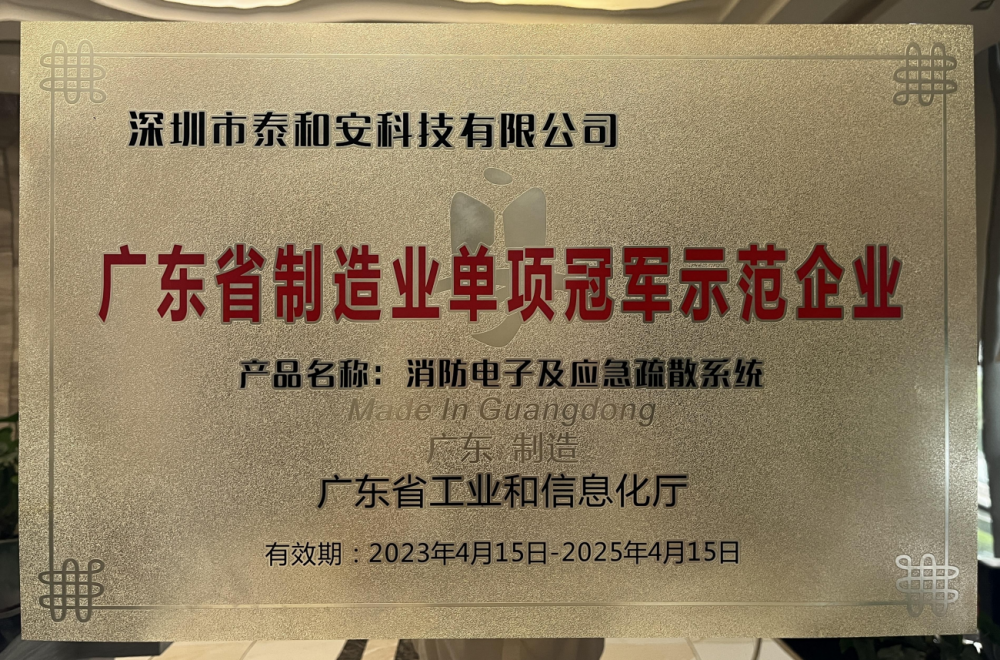 深圳市泰和安科技有限公司
广东省制造业单项冠军示范企业
产品名称：消防电子及应急疏散系统
Made In Guangdong
广东 制造
广东省工业和信息化厅
有效期：2023年4月15日-2025年4月15日